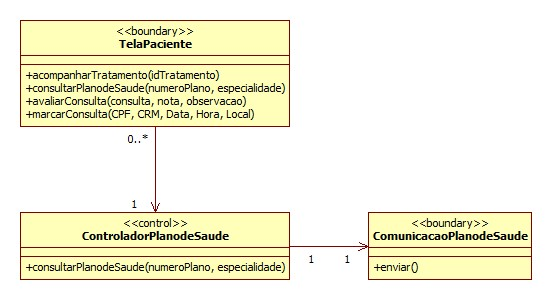 <<boundary>>
TelaPaciente
+acompanharTratamento(idTratamento)
+consultarPlanodeSaude(numeroPlano, especialidade)
+avaliarConsulta(consulta, nota, observacao)
+marcarConsulta(CPF, CRM, Data, Hora, Local)
0..*
1
<<control>>
ControladorPlanodeSaude
+consultarPlanodeSaude(numeroPlano, especialidade)
1
1
<<boundary>>
ComunicacaoPlanodeSaude
+enviar()